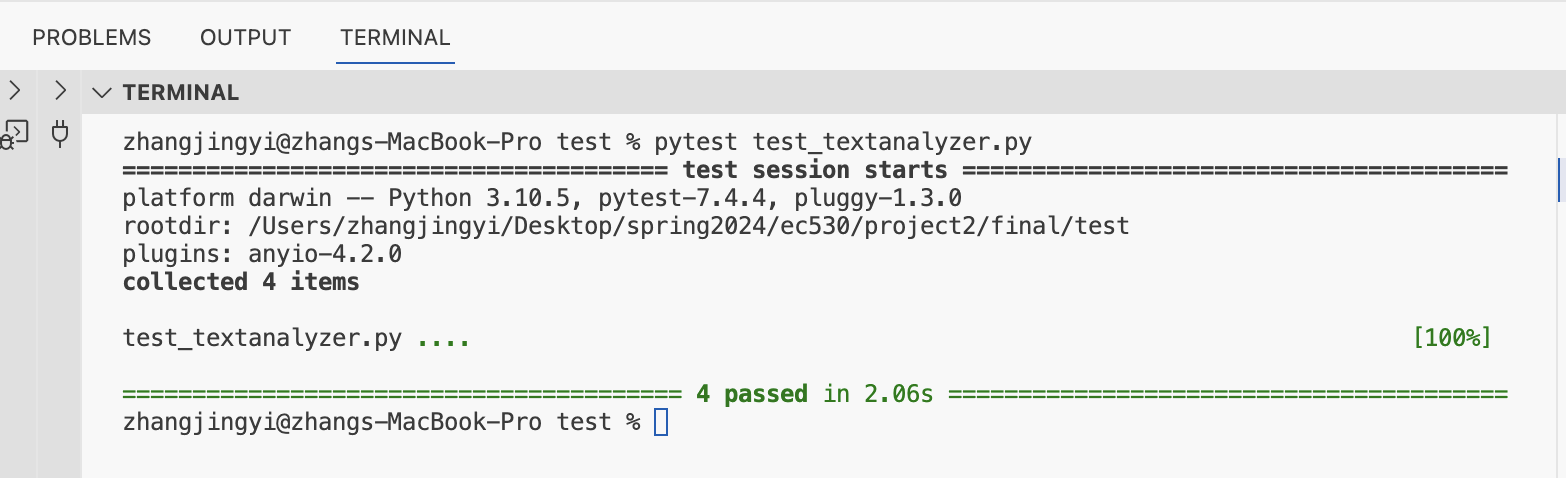 PROBLEMS OUTPUT TERMINAL
TERMINAL
zhangjingyi@zhangs-MacBook-Pro test % pytest test_textanalyzer.py
======================================= test session starts =======================================
platform darwin -- Python 3.10.5, pytest-7.4.4, pluggy-1.3.0
rootdir: /Users/zhangjingyi/Desktop/spring2024/ec530/project2/final/test
plugins: anyio-4.2.0
collected 4 items
test_textanalyzer.py .... [100%]
======================================== 4 passed in 2.06s ========================================
zhangjingyi@zhangs-MacBook-Pro test %